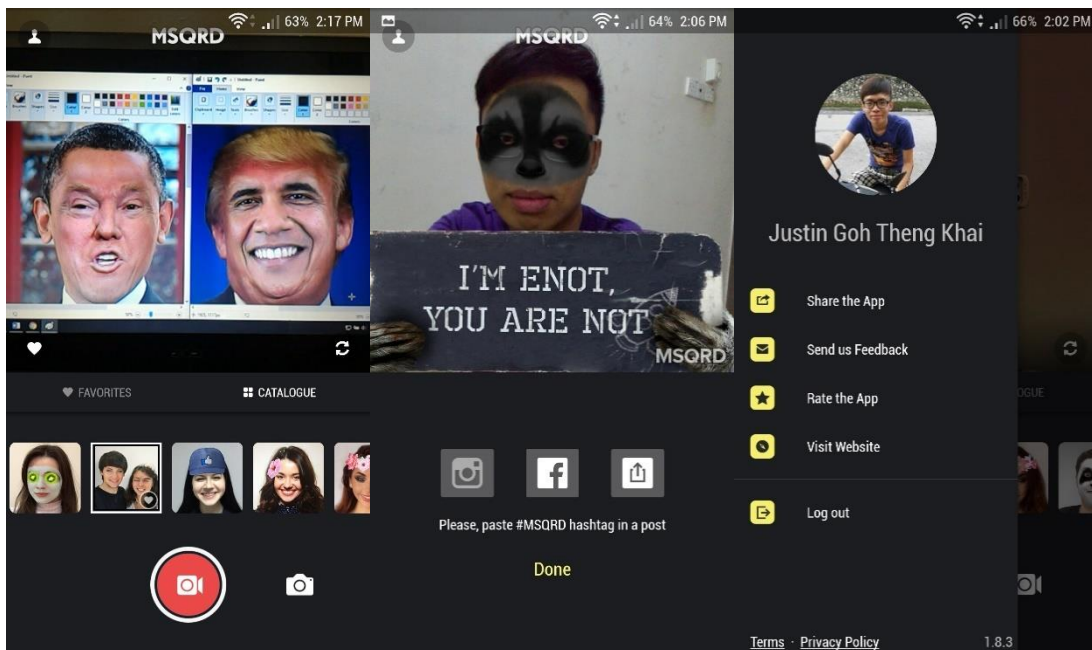 63% 2:17 PM
MSQRD
FAVORITES
CATALOGUE
64% 2:06 PM
MSQRD
I'M ENOT,
YOU ARE NOT
MSQRD
Please, paste #MSQRD hashtag in a post
Done
66% 2:02 PM
Justin Goh Theng Khai
Share the App
Send us Feedback
Rate the App
Visit Website
Log out
Terms · Privacy Policy
1.8.3